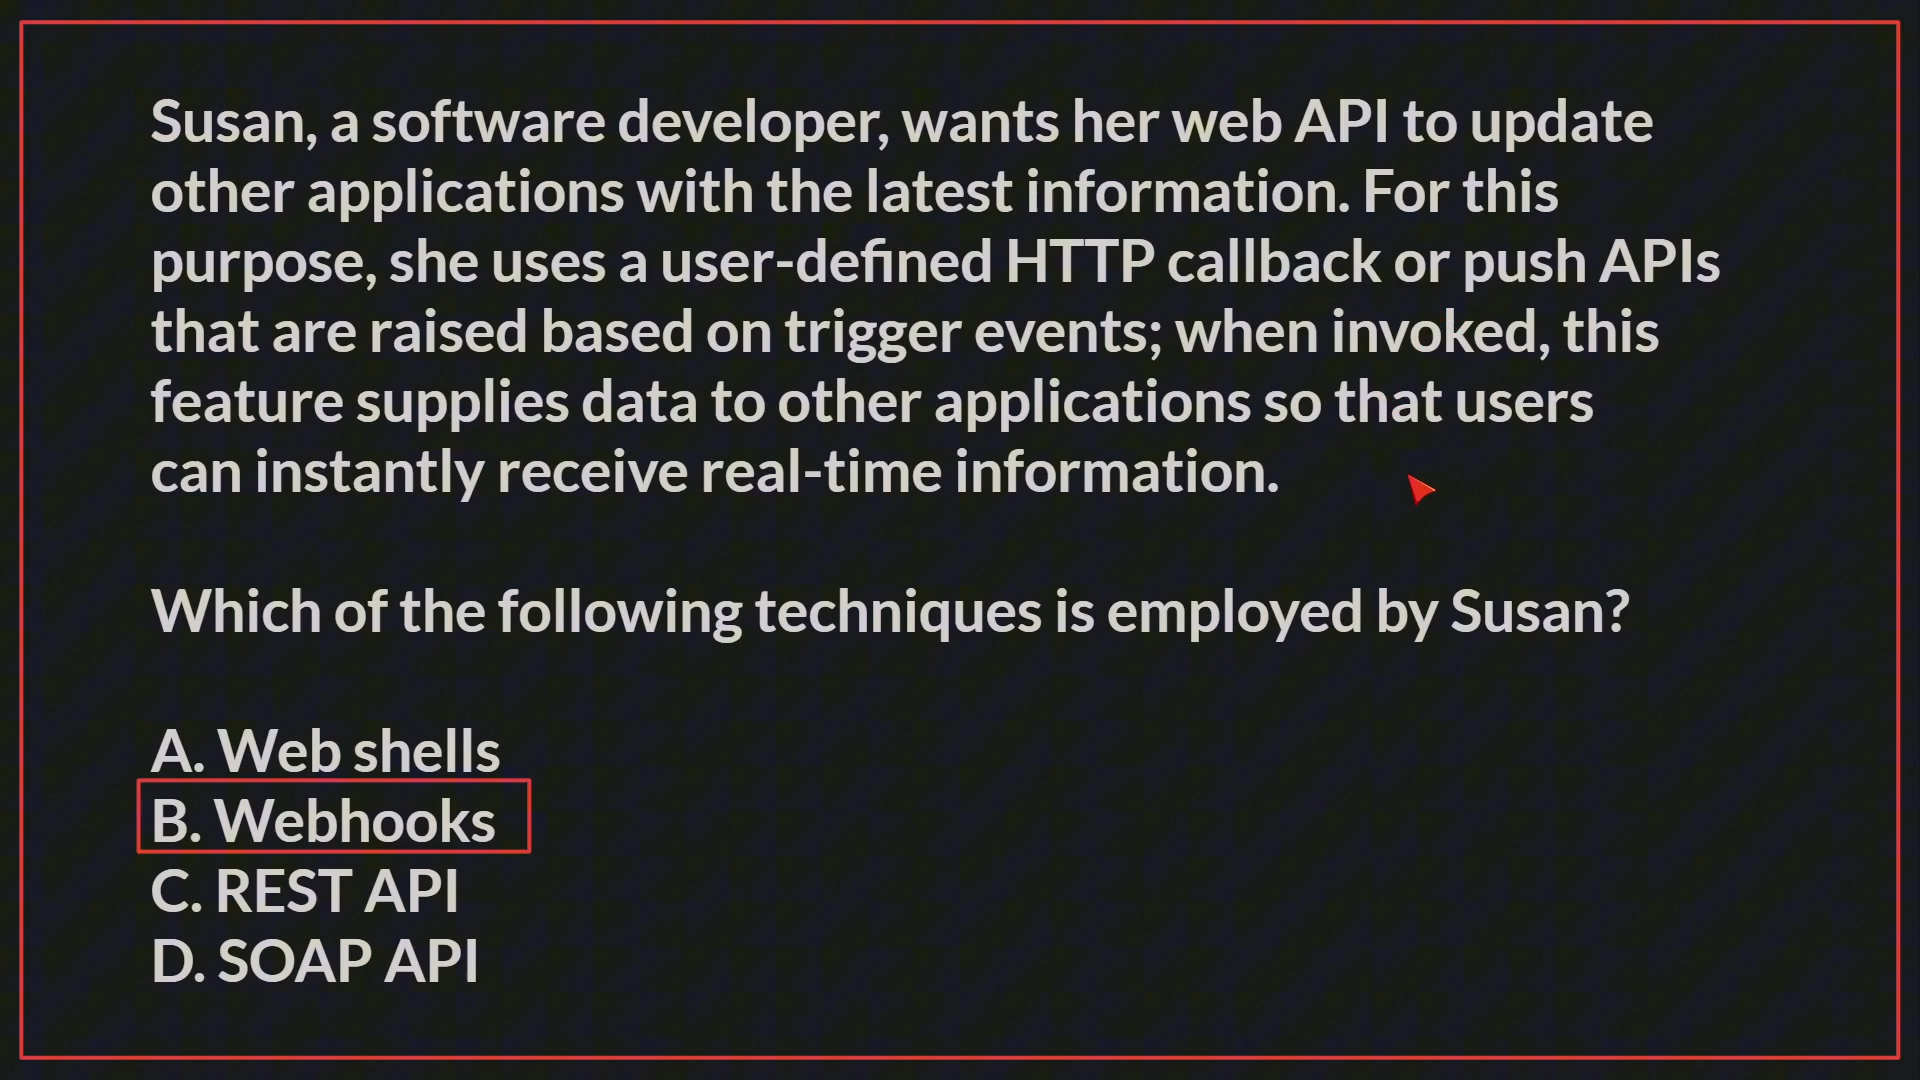 Susan, a software developer, wants her web API to update
other applications with the latest information. For this
purpose, she uses a user-defined HTTP callback or push APIs
that are raised based on trigger events; when invoked, this
feature supplies data to other applications so that users
can instantly receive real-time information.
Which of the following techniques is employed by Susan?
A. Web shells
B. Webhooks
C. REST API
D. SOAP API